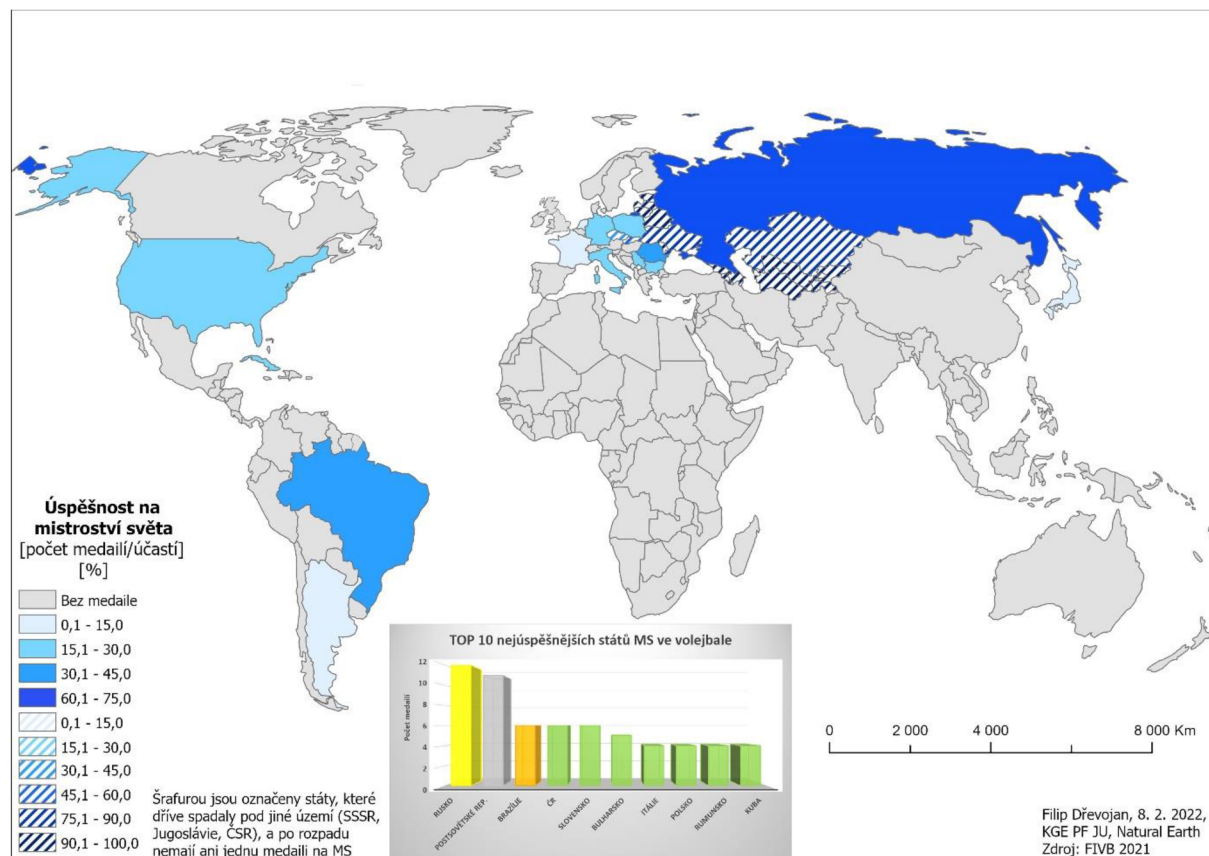 Úspěšnost na
mistroství světa
[počet medailí/účastí]
[%]
Bez medaile
0,1 - 15,0
15,1 - 30,0
30,1 - 45,0
60,1 - 75,0
0,1 - 15,0
15,1 - 30,0
30,1 - 45,0
45,1 - 60,0
75,1 - 90,0
90,1 - 100,0
Šrafurou jsou označeny státy, které
dříve spadaly pod jiné území (SSSR,
Jugoslávie, ČSR), a po rozpadu
nemají ani jednu medaili na MS
TOP 10 nejúspěšnějších států MS ve volejbale
Počet medailí
12
10
8
6
4
2
0
RUSKO
POSTSOVĚTSKÉ REP.
BRAZÍLIE
ČR
SLOVENSKO
BULHARSKO
ITÁLIE
POLSKO
RUMUNSKO
KUBA
0 2 000 4 000 8 000 Km
Filip Dřevojan, 8. 2. 2022,
KGE PF JU, Natural Earth
Zdroj: FIVB 2021